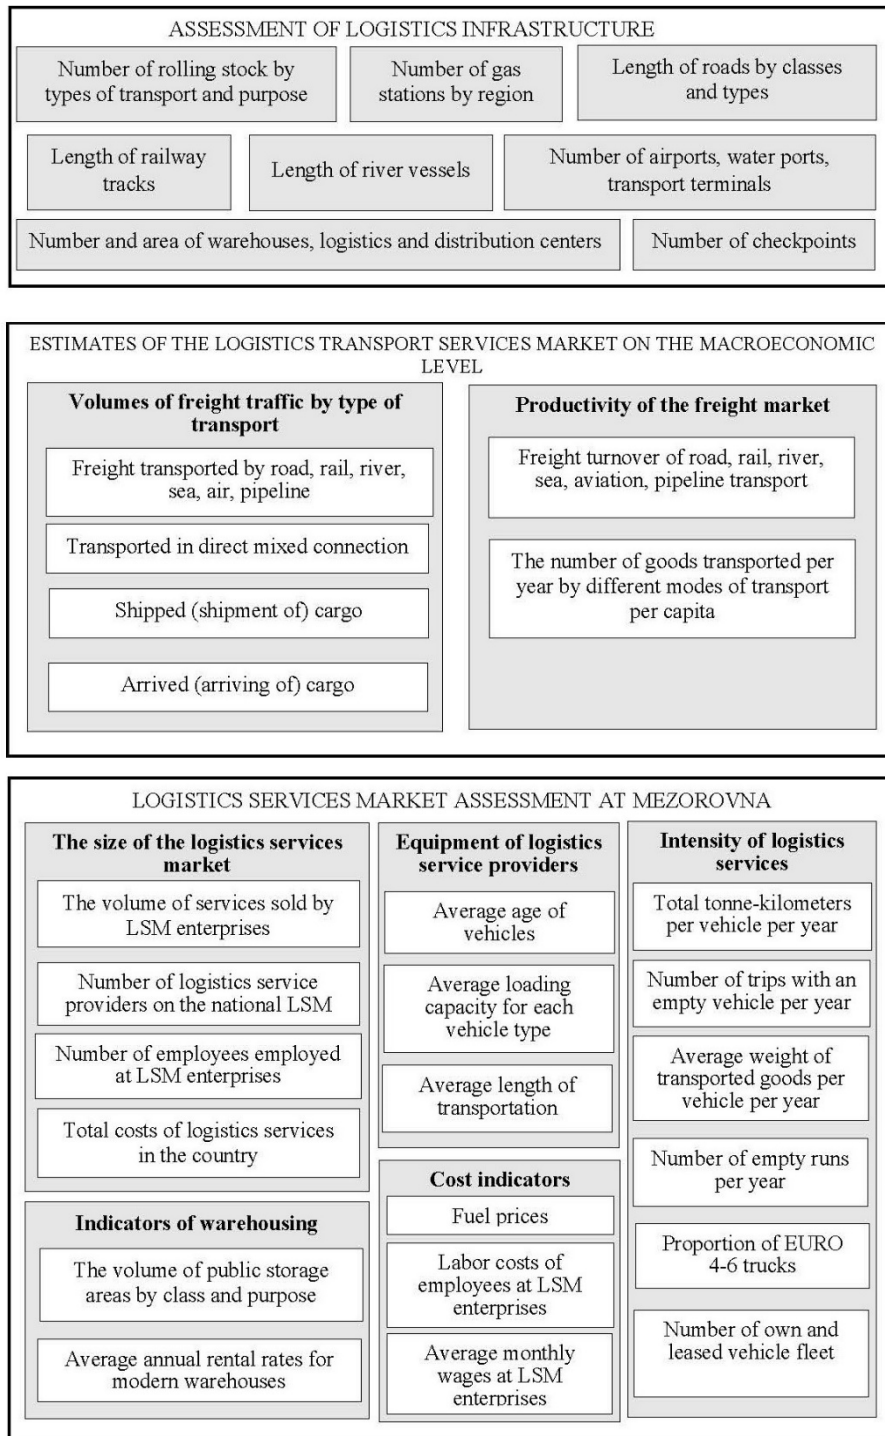 ASSESSMENT OF LOGISTICS INFRASTRUCTURE
Number of rolling stock by
types of transport and purpose
Number of gas
stations by region
Length of roads by classes
and types
Length of railway
tracks
Length of river vessels
Number of airports, water ports,
transport terminals
Number and area of warehouses, logistics and distribution centers
Number of checkpoints
ESTIMATES OF THE LOGISTICS TRANSPORT SERVICES MARKET ON THE MACROECONOMIC
LEVEL
Volumes of freight traffic by type of
transport
Freight transported by road, rail, river,
sea, air, pipeline
Transported in direct mixed connection
Shipped (shipment of) cargo
Arrived (arriving of) cargo
Productivity of the freight market
Freight turnover of road, rail, river,
sea, aviation, pipeline transport
The number of goods transported per
year by different modes of transport
per capita
LOGISTICS SERVICES MARKET ASSESSMENT AT MEZOROVNA
The size of the logistics services
market
The volume of services sold by
LSM enterprises
Number of logistics service
providers on the national LSM
Number of employees employed
at LSM enterprises
Total costs of logistics services
in the country
Indicators of warehousing
The volume of public storage
areas by class and purpose
Average annual rental rates for
modern warehouses
Equipment of logistics
service providers
Average age of
vehicles
Average loading
capacity for each
vehicle type
Average length of
transportation
Cost indicators
Fuel prices
Labor costs of
employees at LSM
enterprises
Average monthly
wages at LSM
enterprises
Intensity of logistics
services
Total tonne-kilometers
per vehicle per year
Number of trips with an
empty vehicle per year
Average weight of
transported goods per
vehicle per year
Number of empty runs
per year
Proportion of EURO
4-6 trucks
Number of own and
leased vehicle fleet